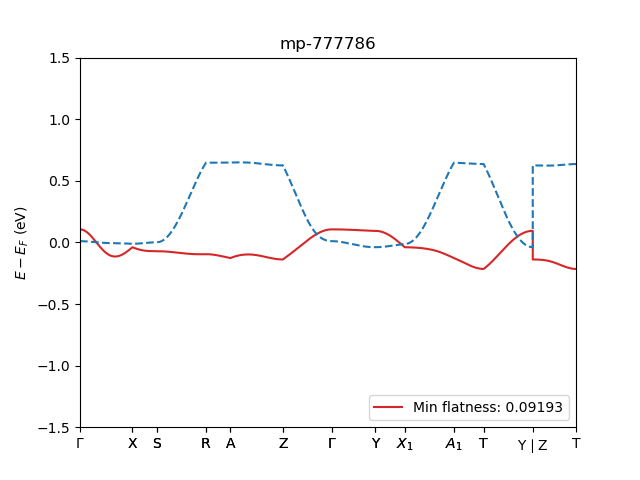 mp-777786
1.5
1.0
0.5
0.0
−0.5
−1.0
−1.5
E − E_F (eV)
Min flatness: 0.09193
Γ X S R A Z Γ Y X₁ A₁ T Y | Z T